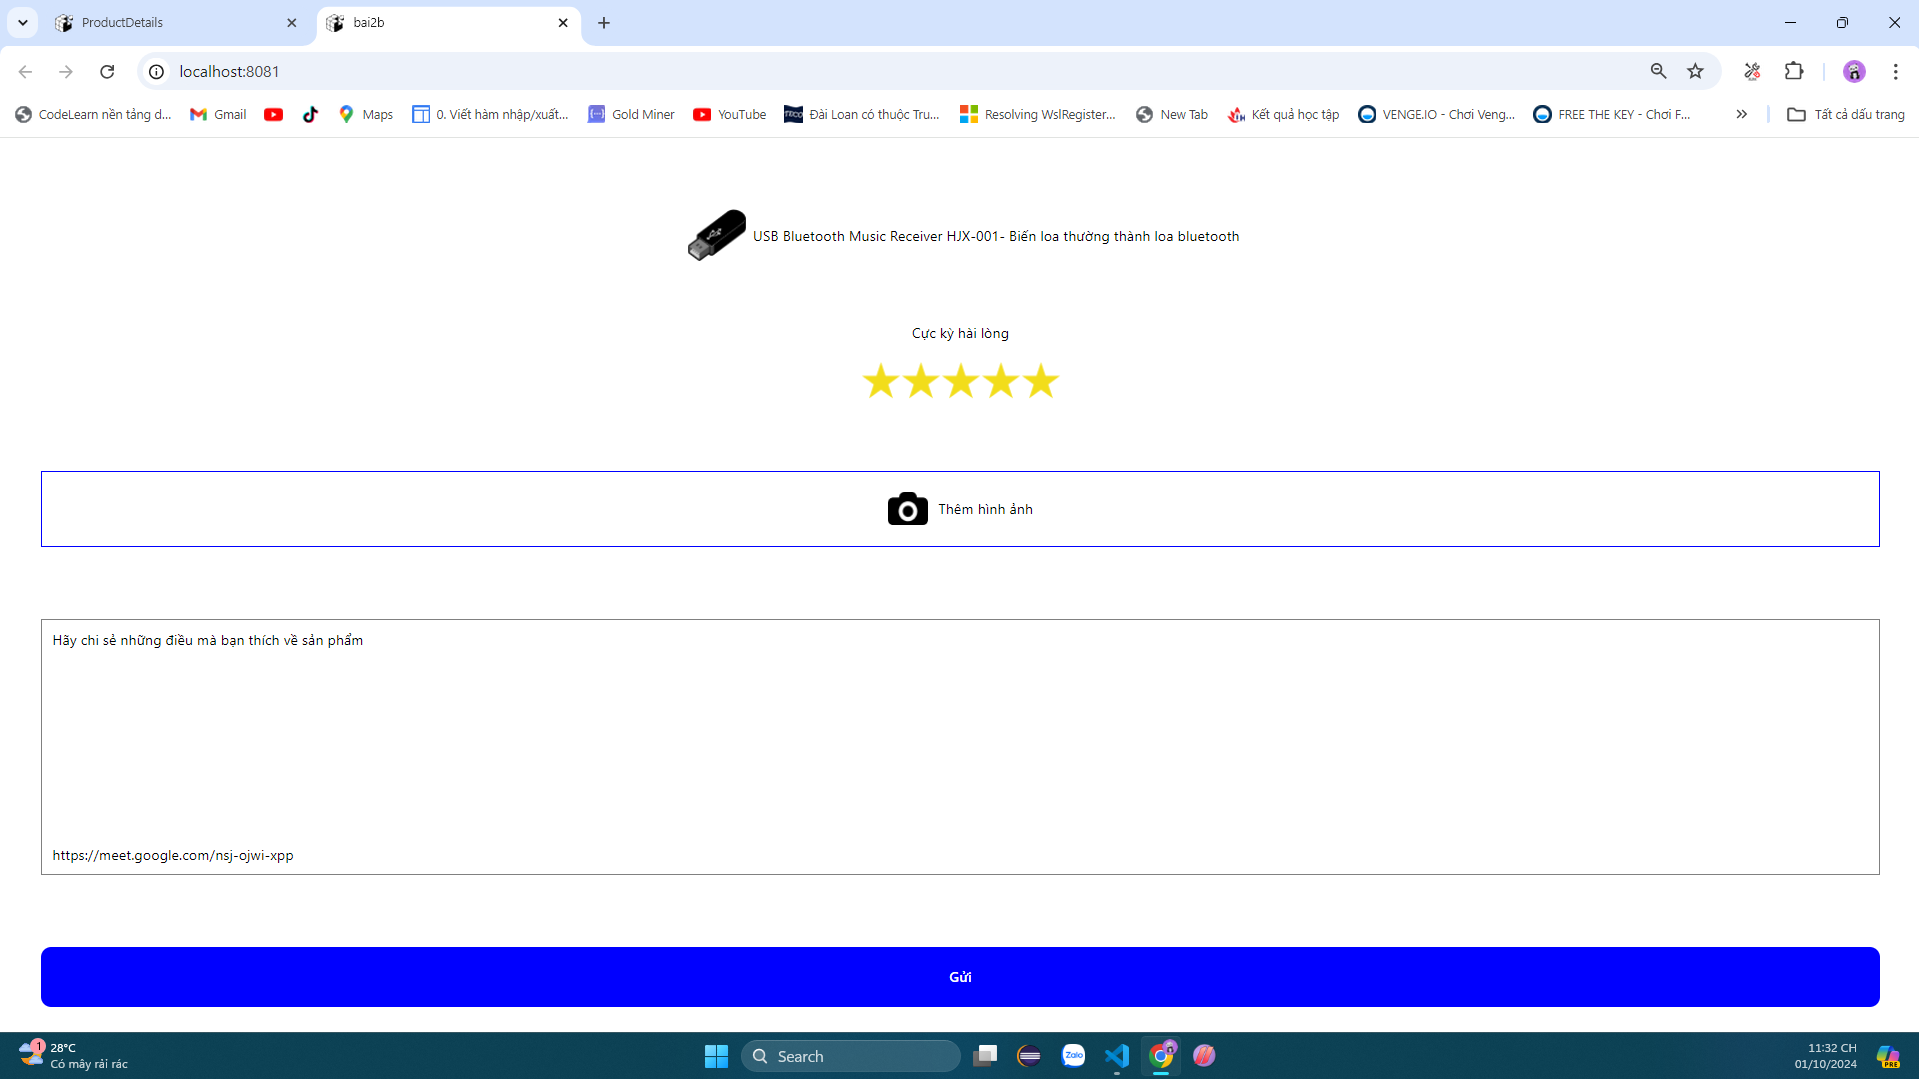 ProductDetails
bai2b
localhost:8081
CodeLearn nền tảng d...
Gmail
Maps
0. Viết hàm nhập/xuất...
Gold Miner
YouTube
TECO
Đài Loan có thuộc Tru...
Resolving WslRegister...
New Tab
Kết quả học tập
VENGE.IO - Chơi Veng...
FREE THE KEY - Chơi F...
Tất cả dấu trang
USB Bluetooth Music Receiver HJX-001- Biến loa thường thành loa bluetooth
Cực kỳ hài lòng
Thêm hình ảnh
Hãy chi sẻ những điều mà bạn thích về sản phẩm
https://meet.google.com/nsj-ojwi-xpp
Gửi
1
28°C
Có mây rải rác
Search
Zalo
11:32 CH
01/10/2024
PRE